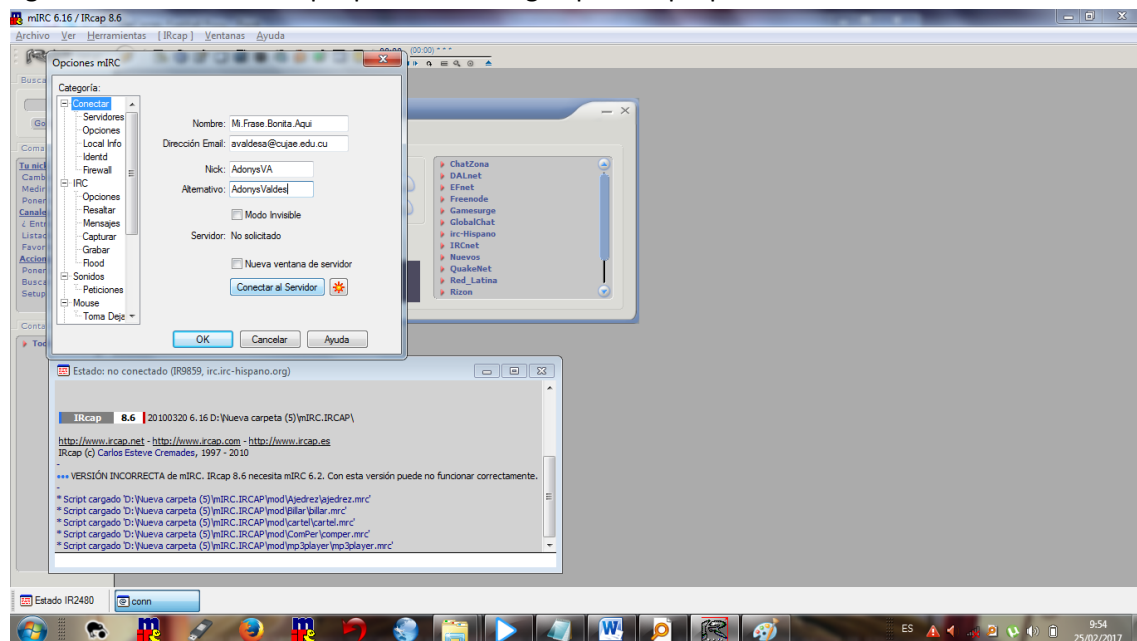 mIRC 6.16 / IRcap 8.6
Archivo Ver Herramientas [IRcap] Ventanas Ayuda
(00:00) - - -
Opciones mIRC
Categoría:
Conectar
Servidores
Opciones
Local Info
Identd
Firewall
IRC
Opciones
Resaltar
Mensajes
Capturar
Grabar
Flood
Sonidos
Peticiones
Mouse
Toma Deja
Nombre: Mi.Frase.Bonita.Aqui
Dirección Email: avaldesa@cujae.edu.cu
Nick: AdonysVA
Alternativo: AdonysValdes
Modo Invisible
Servidor: No solicitado
Nueva ventana de servidor
Conectar al Servidor
OK Cancelar Ayuda
ChatZona
DALnet
EFnet
Freenode
Gamesurge
GlobalChat
irc-Hispano
IRCnet
Nuevos
QuakeNet
Red_Latina
Rizon
Estado: no conectado (IR9859, irc.irc-hispano.org)
IRcap 8.6 20100320 6.16 D:\Nueva carpeta (5)\mIRC.IRCAP\
http://www.ircap.net - http://www.ircap.com - http://www.ircap.es
IRcap (c) Carlos Esteve Cremades, 1997 - 2010
-
••• VERSIÓN INCORRECTA de mIRC. IRcap 8.6 necesita mIRC 6.2. Con esta versión puede no funcionar correctamente.
-
* Script cargado 'D:\Nueva carpeta (5)\mIRC.IRCAP\mod\Ajedrez\ajedrez.mrc'
* Script cargado 'D:\Nueva carpeta (5)\mIRC.IRCAP\mod\Billar\billar.mrc'
* Script cargado 'D:\Nueva carpeta (5)\mIRC.IRCAP\mod\cartel\cartel.mrc'
* Script cargado 'D:\Nueva carpeta (5)\mIRC.IRCAP\mod\ComPer\comper.mrc'
* Script cargado 'D:\Nueva carpeta (5)\mIRC.IRCAP\mod\mp3player\mp3player.mrc'
Estado IR2480 conn
ES 9:54
25/02/2017